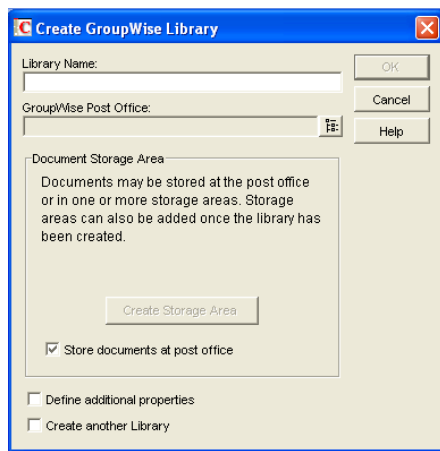 Create GroupWise Library
Library Name:
OK
GroupWise Post Office:
Cancel
Help
Document Storage Area
Documents may be stored at the post office
or in one or more storage areas. Storage
areas can also be added once the library has
been created.
Create Storage Area
Store documents at post office
Define additional properties
Create another Library